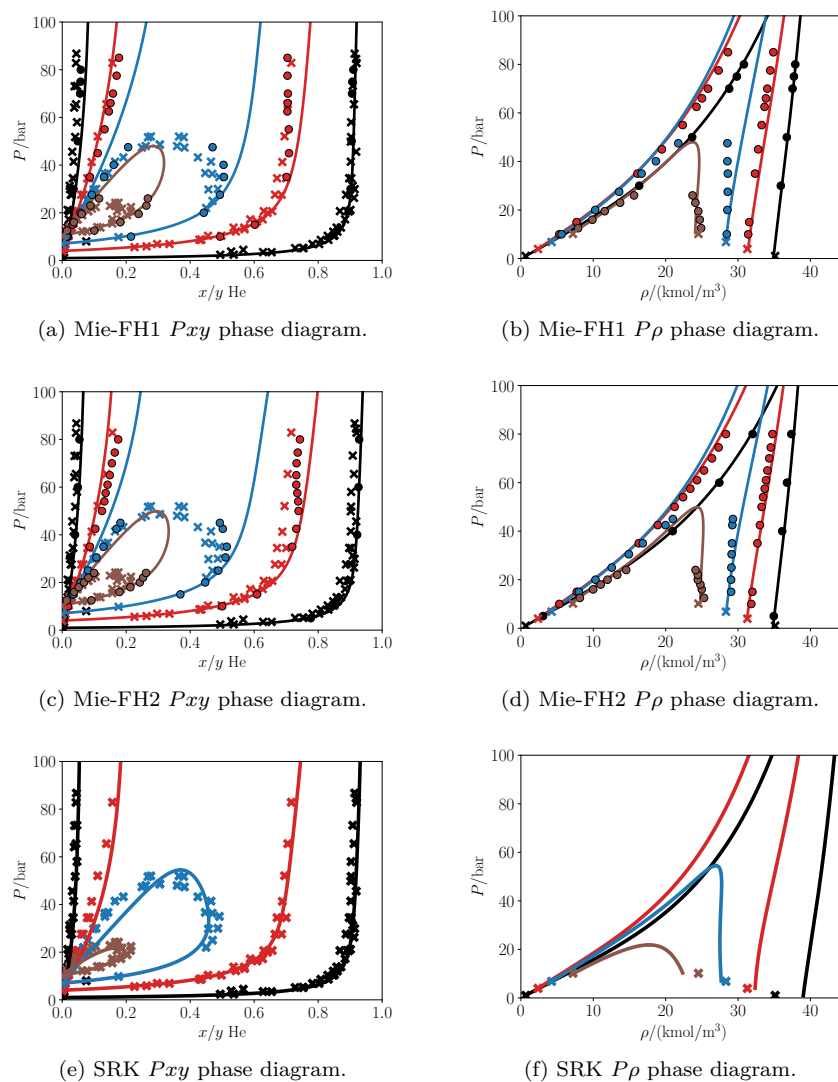 P/bar
100
80
60
40
20
0
0.0 0.2 0.4 0.6 0.8 1.0
x/y He
(a) Mie-FH1 Pxy phase diagram.
P/bar
100
80
60
40
20
0
0 10 20 30 40
ρ/(kmol/m³)
(b) Mie-FH1 Pρ phase diagram.
P/bar
100
80
60
40
20
0
0.0 0.2 0.4 0.6 0.8 1.0
x/y He
(c) Mie-FH2 Pxy phase diagram.
P/bar
100
80
60
40
20
0
0 10 20 30 40
ρ/(kmol/m³)
(d) Mie-FH2 Pρ phase diagram.
P/bar
100
80
60
40
20
0
0.0 0.2 0.4 0.6 0.8 1.0
x/y He
(e) SRK Pxy phase diagram.
P/bar
100
80
60
40
20
0
0 10 20 30 40
ρ/(kmol/m³)
(f) SRK Pρ phase diagram.